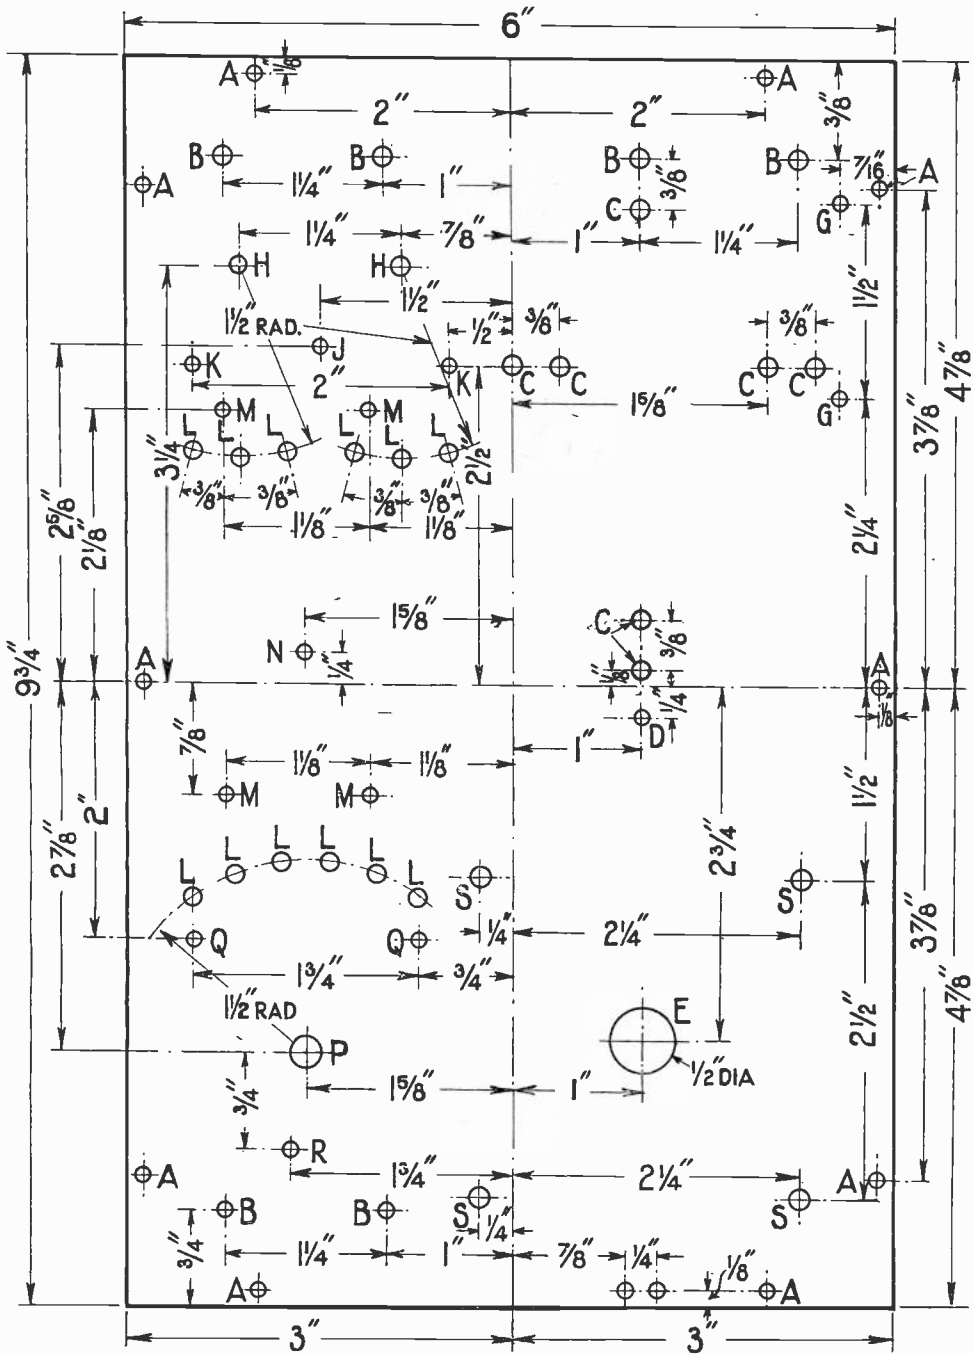 6"
A 1/8" A
2" 2" 3/8"
B B B B
A 7/16" A
1 1/4" 1" 3/8"
C G
1 1/4" 7/8" 1" 1 1/4"
H H
1 1/2" 1 1/2"
1 1/2" RAD. 1/2" 3/8" 3/8"
J
K K C C C C
2" 1 5/8" G
M M
L L L L L L
3 1/4" 2 1/2" 3 7/8" 4 7/8"
3/8" 3/8" 3/8" 3/8"
2 5/8" 2 1/8" 1 1/8" 1 1/8" 2 1/4"
1 5/8" C 3/8"
N 1/4" 1/8"
9 3/4" A A
1/4" 1/8"
D
7/8" 1 1/8" 1 1/8" 1"
M M 1 1/2"
2" 2 7/8" 2 3/4"
L L L L L L
S S
1/4" 2 1/4"
Q Q
1 3/4" 3/4" 3 7/8" 4 7/8"
1 1/2" RAD E 2 1/2"
P 1/2" DIA
1 5/8" 1"
3/4"
R
A 1 3/4" 2 1/4" A
B B S S
3/4" 1/4"
1 1/4" 1" 7/8" 1/4" 1/8"
A A
3" 3"